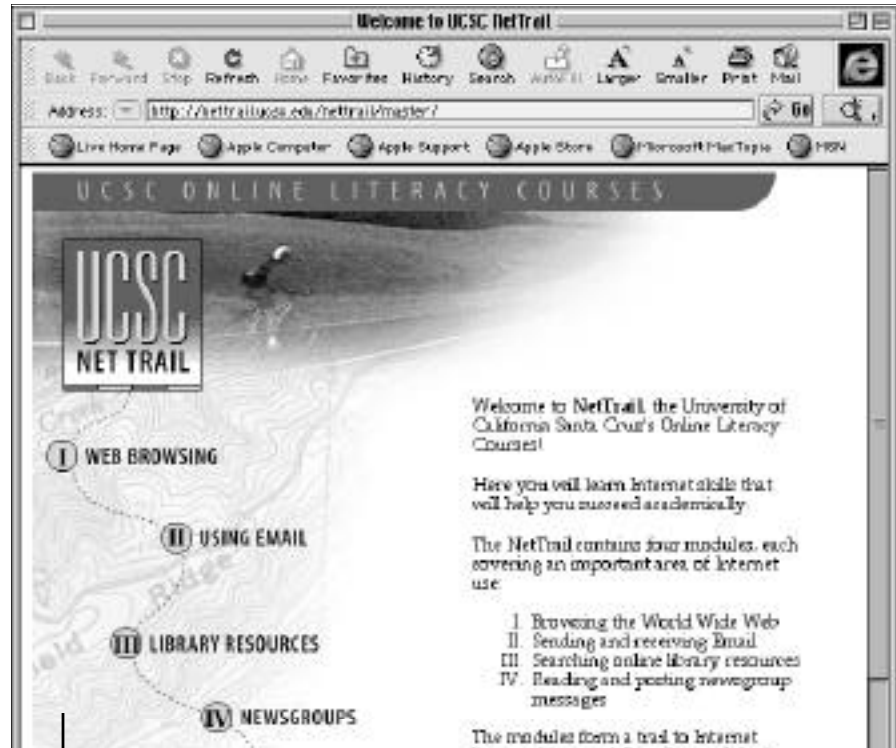 Welcome to UCSC NetTrail
Back Forward Stop Refresh Home Favorites History Search AutoFill Larger Smaller Print Mail
Address: http://nettrail.ucsc.edu/nettrail/master/ Go
Live Home Page Apple Computer Apple Support Apple Store Microsoft MacTopia MSN
UCSC ONLINE LITERACY COURSES
UCSC
NET TRAIL
I WEB BROWSING
II USING EMAIL
Ridge
III LIBRARY RESOURCES
IV NEWSGROUPS
Welcome to NetTrail, the University of
California Santa Cruz's Online Literacy
Courses!
Here you will learn Internet skills that
will help you succeed academically.
The NetTrail contains four modules, each
covering an important area of Internet
use:
I. Browsing the World Wide Web
II. Sending and receiving Email
III. Searching online library resources
IV. Reading and posting newsgroup
messages
The modules form a trail to Internet